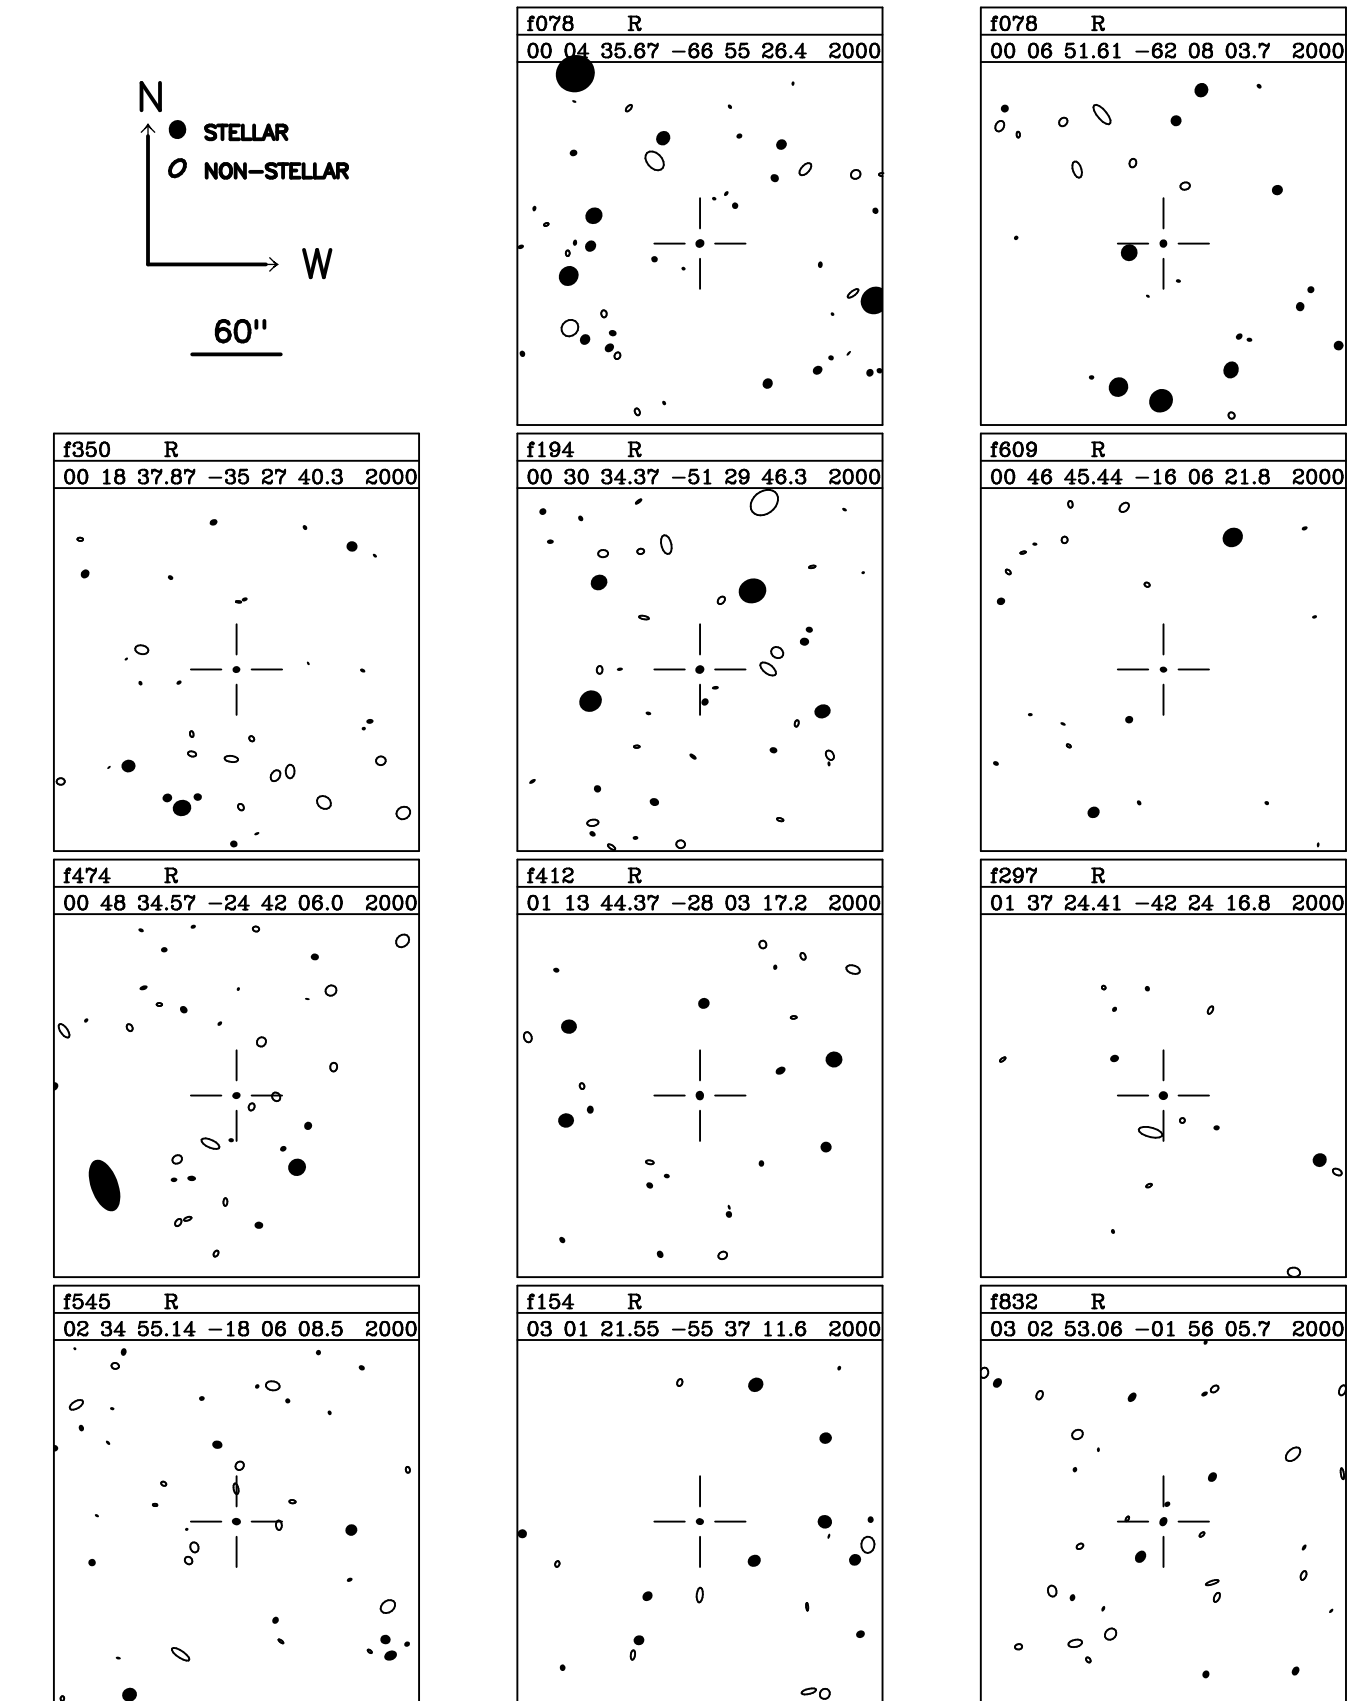 N
STELLAR
NON-STELLAR
W
60"
f078 R
00 04 35.67 -66 55 26.4 2000
f078 R
00 06 51.61 -62 08 03.7 2000
f350 R
00 18 37.87 -35 27 40.3 2000
f194 R
00 30 34.37 -51 29 46.3 2000
f609 R
00 46 45.44 -16 06 21.8 2000
f474 R
00 48 34.57 -24 42 06.0 2000
f412 R
01 13 44.37 -28 03 17.2 2000
f297 R
01 37 24.41 -42 24 16.8 2000
f545 R
02 34 55.14 -18 06 08.5 2000
f154 R
03 01 21.55 -55 37 11.6 2000
f832 R
03 02 53.06 -01 56 05.7 2000